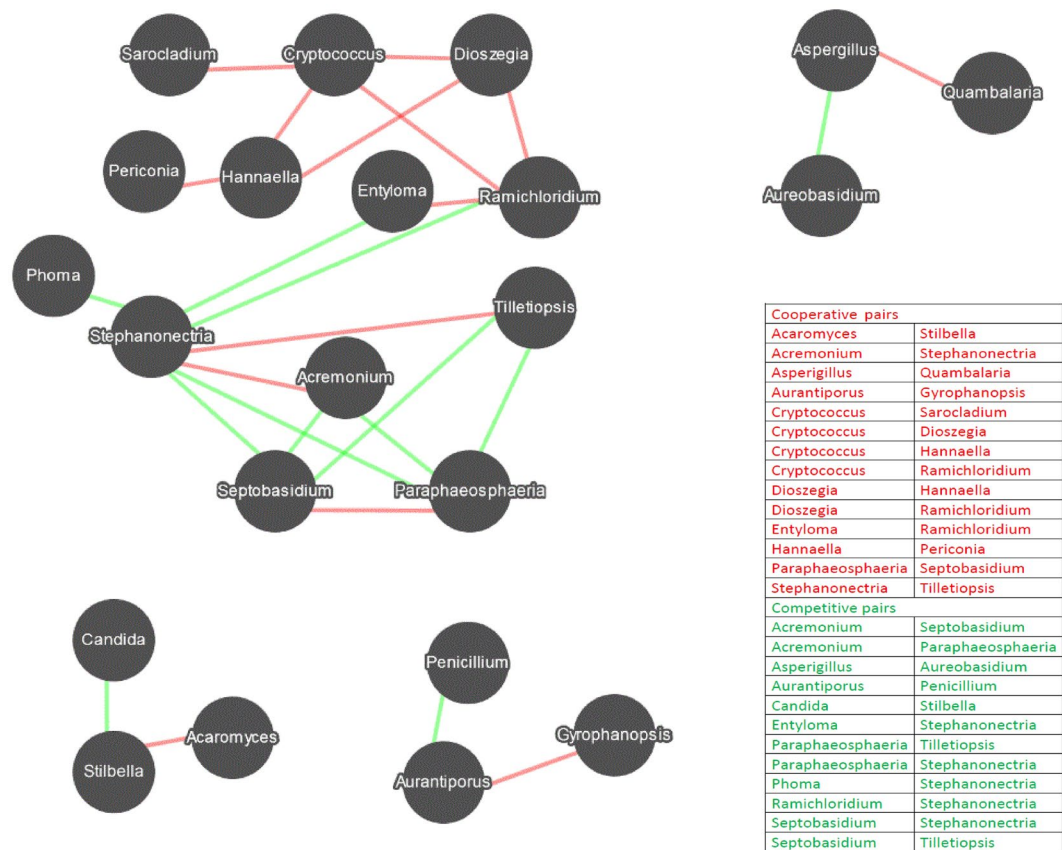 Sarocladium
Cryptococcus
Dioszegia
Aspergillus
Quambalaria
Periconia
Hannaella
Entyloma
Ramichloridium
Aureobasidium
Phoma
Stephanonectria
Tilletiopsis
Acremonium
Septobasidium
Paraphaeosphaeria
Candida
Penicillium
Acaromyces
Gyrophanopsis
Stilbella
Aurantiporus
Cooperative pairs
Acaromyces Stilbella
Acremonium Stephanonectria
Asperigillus Quambalaria
Aurantiporus Gyrophanopsis
Cryptococcus Sarocladium
Cryptococcus Dioszegia
Cryptococcus Hannaella
Cryptococcus Ramichloridium
Dioszegia Hannaella
Dioszegia Ramichloridium
Entyloma Ramichloridium
Hannaella Periconia
Paraphaeosphaeria Septobasidium
Stephanonectria Tilletiopsis
Competitive pairs
Acremonium Septobasidium
Acremonium Paraphaeosphaeria
Asperigillus Aureobasidium
Aurantiporus Penicillium
Candida Stilbella
Entyloma Stephanonectria
Paraphaeosphaeria Tilletiopsis
Paraphaeosphaeria Stephanonectria
Phoma Stephanonectria
Ramichloridium Stephanonectria
Septobasidium Stephanonectria
Septobasidium Tilletiopsis